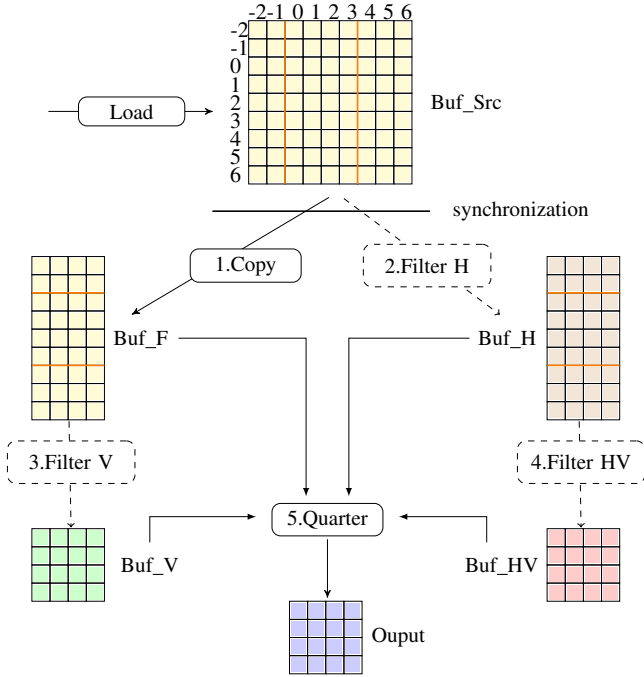 -2 -1 0 1 2 3 4 5 6
-2
-1
0
1
2
3
4
5
6
Load
Buf_Src
synchronization
1.Copy
2.Filter H
Buf_F
Buf_H
3.Filter V
4.Filter HV
5.Quarter
Buf_V
Buf_HV
Ouput